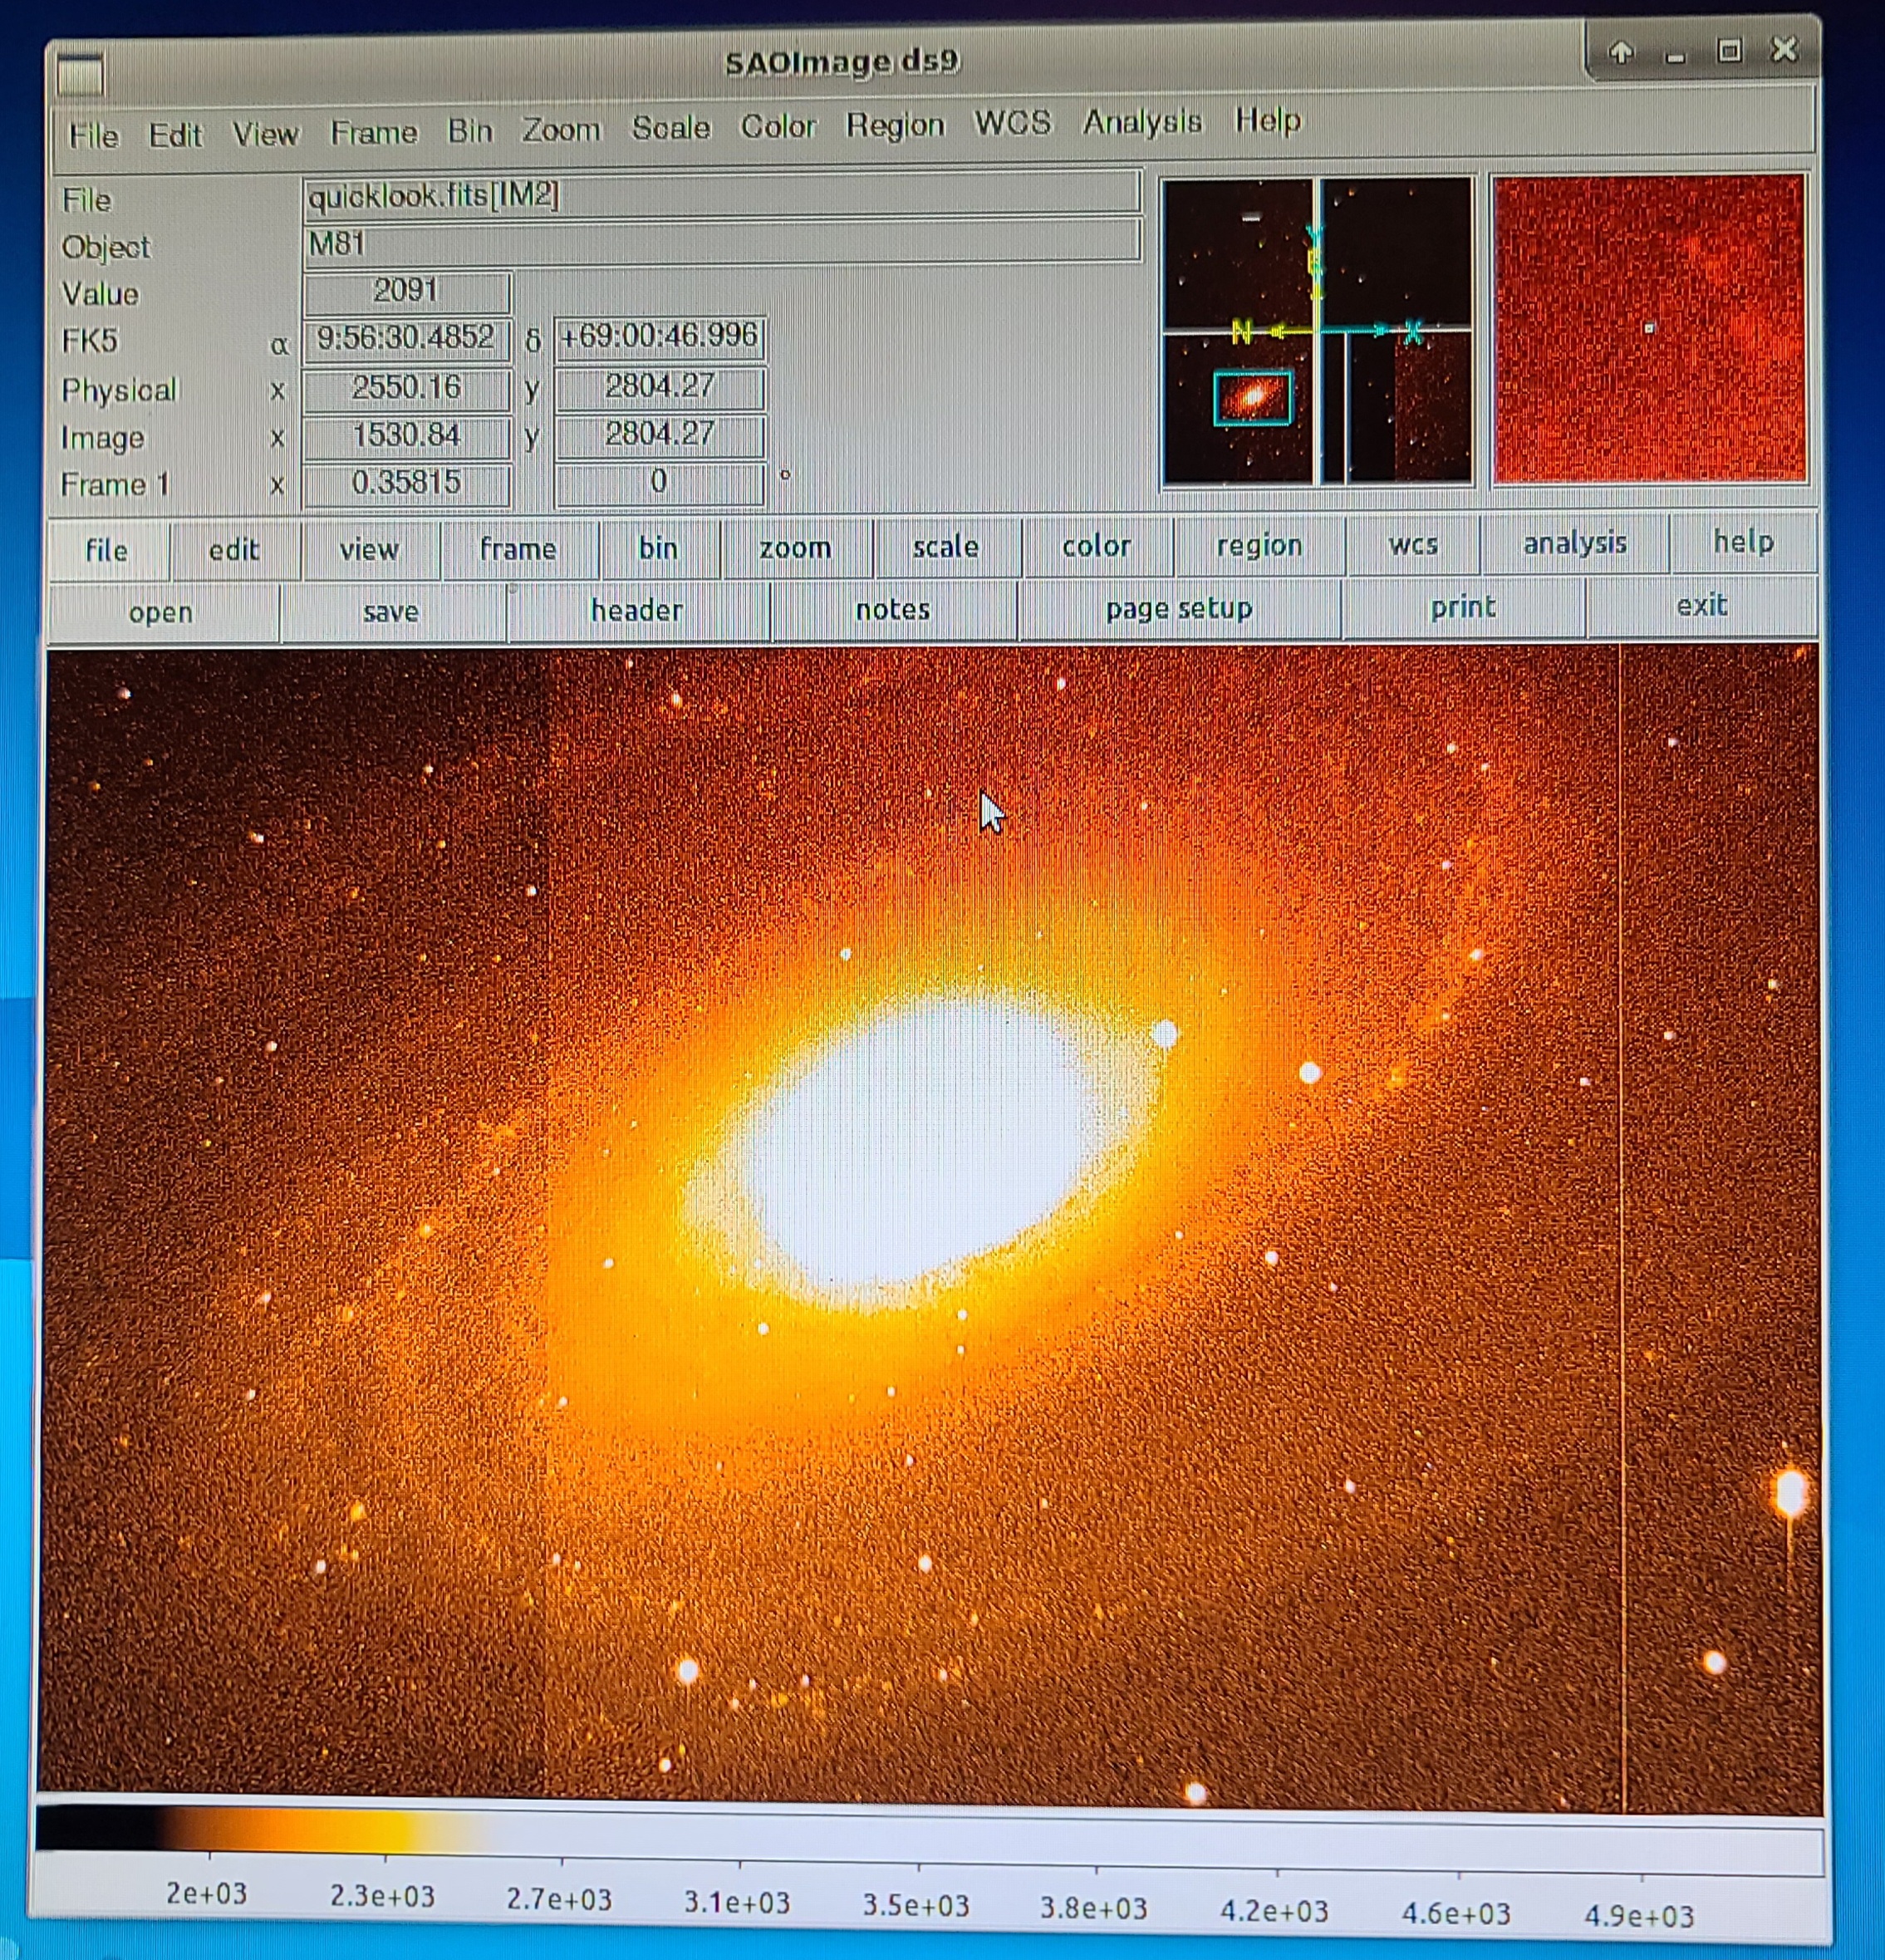 SAOImage ds9
File Edit View Frame Bin Zoom Scale Color Region WCS Analysis Help
File quicklook.fits[IM2]
Object M81
Value 2091
FK5 α 9:56:30.4852 δ +69:00:46.996
Physical x 2550.16 y 2804.27
Image x 1530.84 y 2804.27
Frame 1 x 0.35815 0 °
Y
E
N X
file edit view frame bin zoom scale color region wcs analysis help
open save header notes page setup print exit
2e+03 2.3e+03 2.7e+03 3.1e+03 3.5e+03 3.8e+03 4.2e+03 4.6e+03 4.9e+03